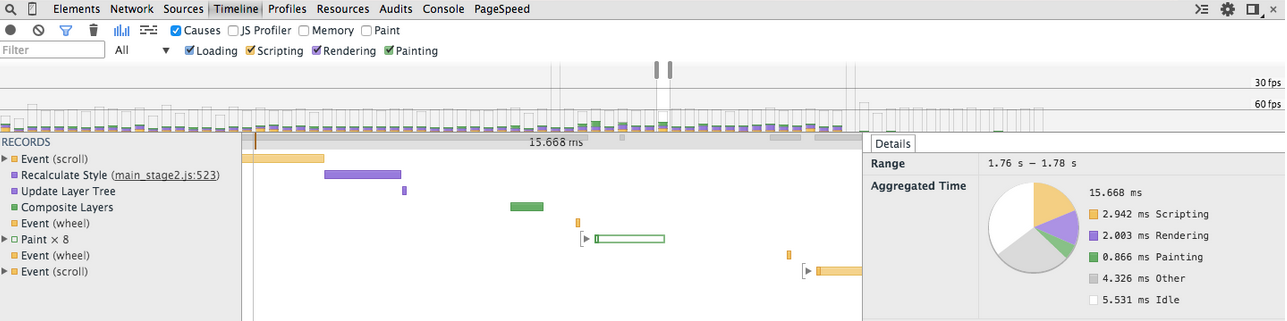 Elements Network Sources Timeline Profiles Resources Audits Console PageSpeed
Causes JS Profiler Memory Paint
Filter All Loading Scripting Rendering Painting
30 fps
60 fps
RECORDS 15.668 ms Details
Event (scroll) Range 1.76 s – 1.78 s
Recalculate Style (main_stage2.js:523) Aggregated Time
Update Layer Tree 15.668 ms
Composite Layers 2.942 ms Scripting
Event (wheel) 2.003 ms Rendering
Paint × 8 0.866 ms Painting
Event (wheel) 4.326 ms Other
Event (scroll) 5.531 ms Idle